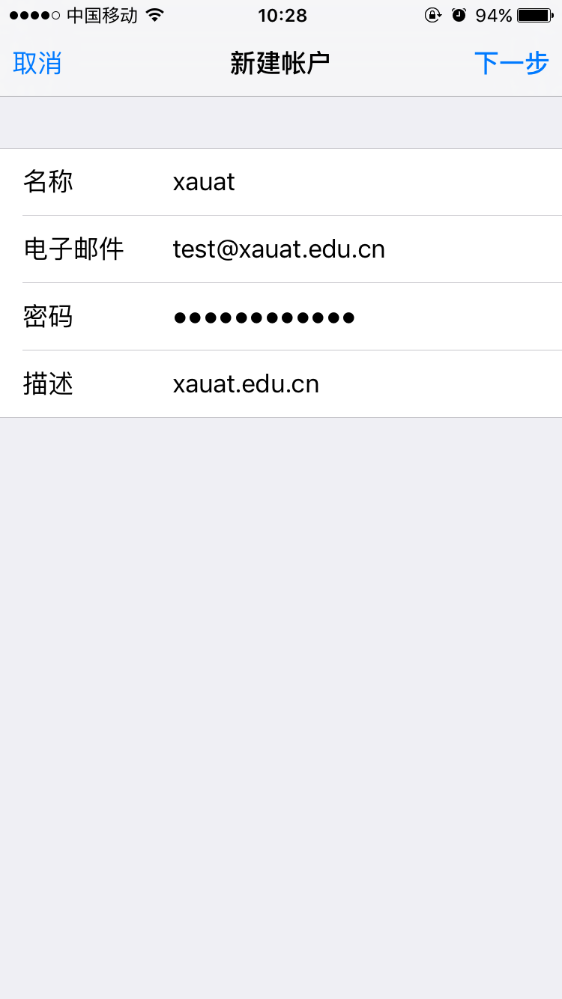 中国移动 10:28 94%
取消 新建帐户 下一步
名称 xauat
电子邮件 test@xauat.edu.cn
密码 ●●●●●●●●●●●●
描述 xauat.edu.cn